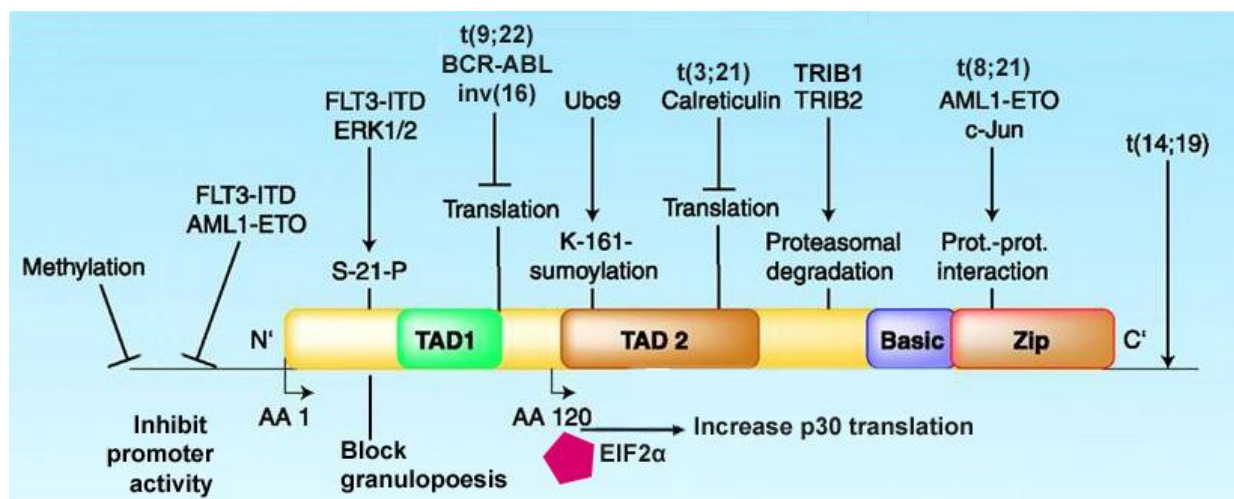 t(9;22)
BCR-ABL
inv(16)
FLT3-ITD
ERK1/2
Ubc9
t(3;21)
Calreticulin
TRIB1
TRIB2
t(8;21)
AML1-ETO
c-Jun
t(14;19)
FLT3-ITD
AML1-ETO
Translation
Translation
Methylation
S-21-P
K-161-
sumoylation
Proteasomal
degradation
Prot.-prot.
interaction
N'
TAD1
TAD 2
Basic
Zip
C'
AA 1
AA 120
Inhibit
promoter
activity
Block
granulopoesis
EIF2α
Increase p30 translation